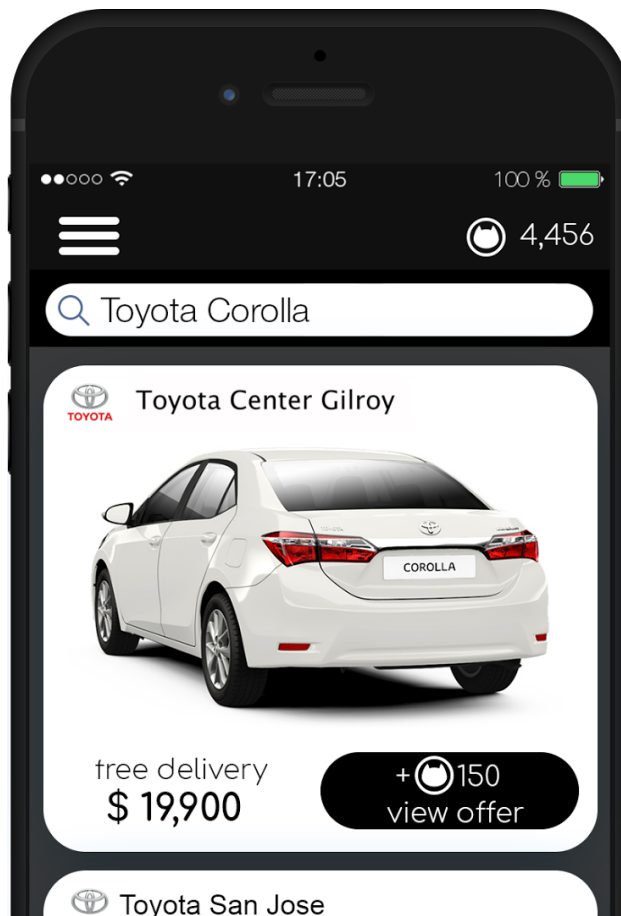 17:05
100 %
4,456
Toyota Corolla
TOYOTA
Toyota Center Gilroy
COROLLA
free delivery
$ 19,900
+ 150
view offer
Toyota San Jose